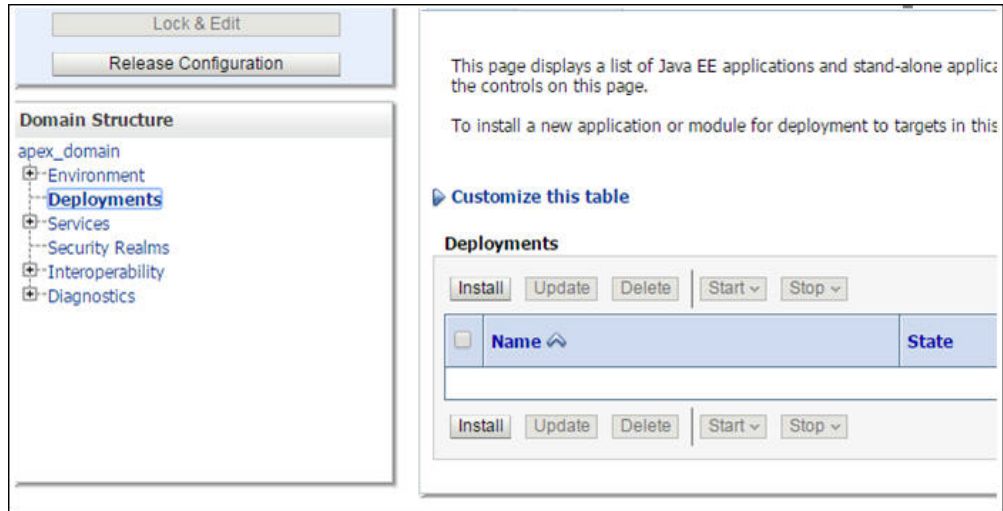 Lock & Edit
Release Configuration
Domain Structure
apex_domain
Environment
Deployments
Services
Security Realms
Interoperability
Diagnostics
This page displays a list of Java EE applications and stand-alone applica
the controls on this page.
To install a new application or module for deployment to targets in this
Customize this table
Deployments
Install Update Delete Start Stop
Name State
Install Update Delete Start Stop